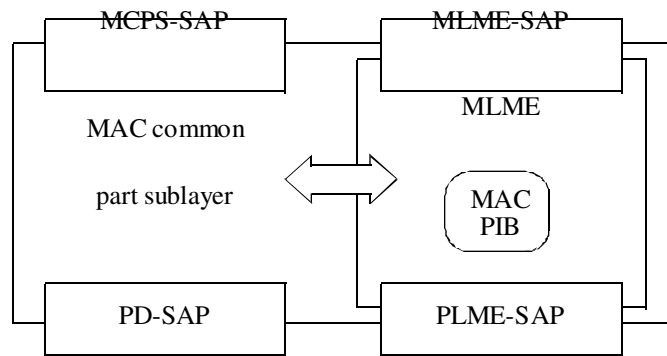 MCPS-SAP
MLME-SAP
MLME
MAC common
part sublayer
MAC
PIB
PD-SAP
PLME-SAP